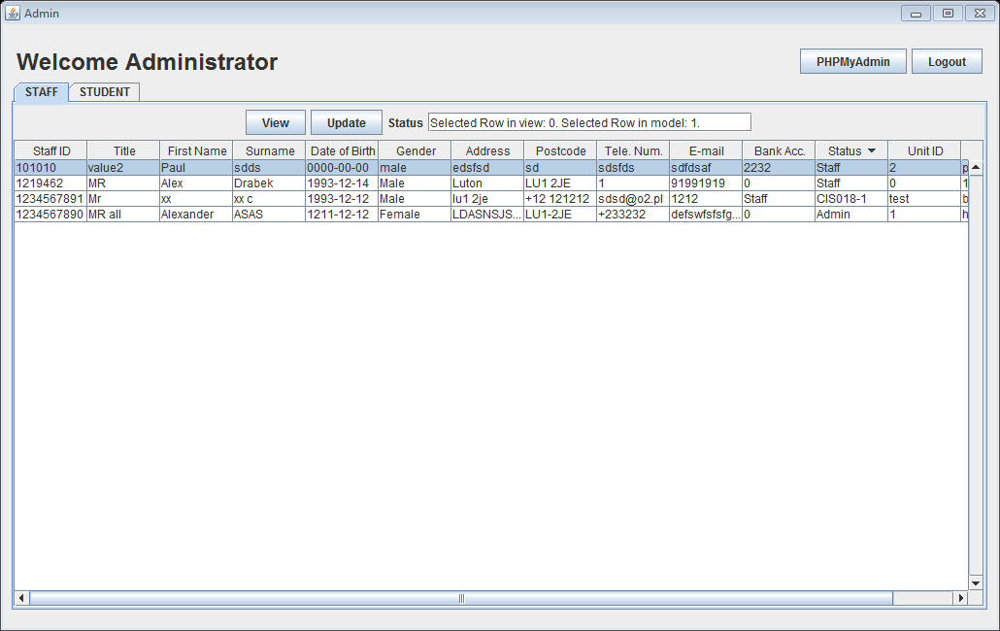 Admin
Welcome Administrator
PHPMyAdmin Logout
STAFF STUDENT
View Update Status Selected Row in view: 0. Selected Row in model: 1.
Staff ID Title First Name Surname Date of Birth Gender Address Postcode Tele. Num. E-mail Bank Acc. Status Unit ID
101010 value2 Paul sdds 0000-00-00 male edsfsd sd sdsfds sdfdsaf 2232 Staff 2 p
1219462 MR Alex Drabek 1993-12-14 Male Luton LU1 2JE 1 91991919 0 Staff 0 1
1234567891 Mr xx xx c 1993-12-12 Male lu1 2je +12 121212 sdsd@o2.pl 1212 Staff CIS018-1 test b
1234567890 MR all Alexander ASAS 1211-12-12 Female LDASNSJS... LU1-2JE +233232 defswfsfsfg... 0 Admin 1 h